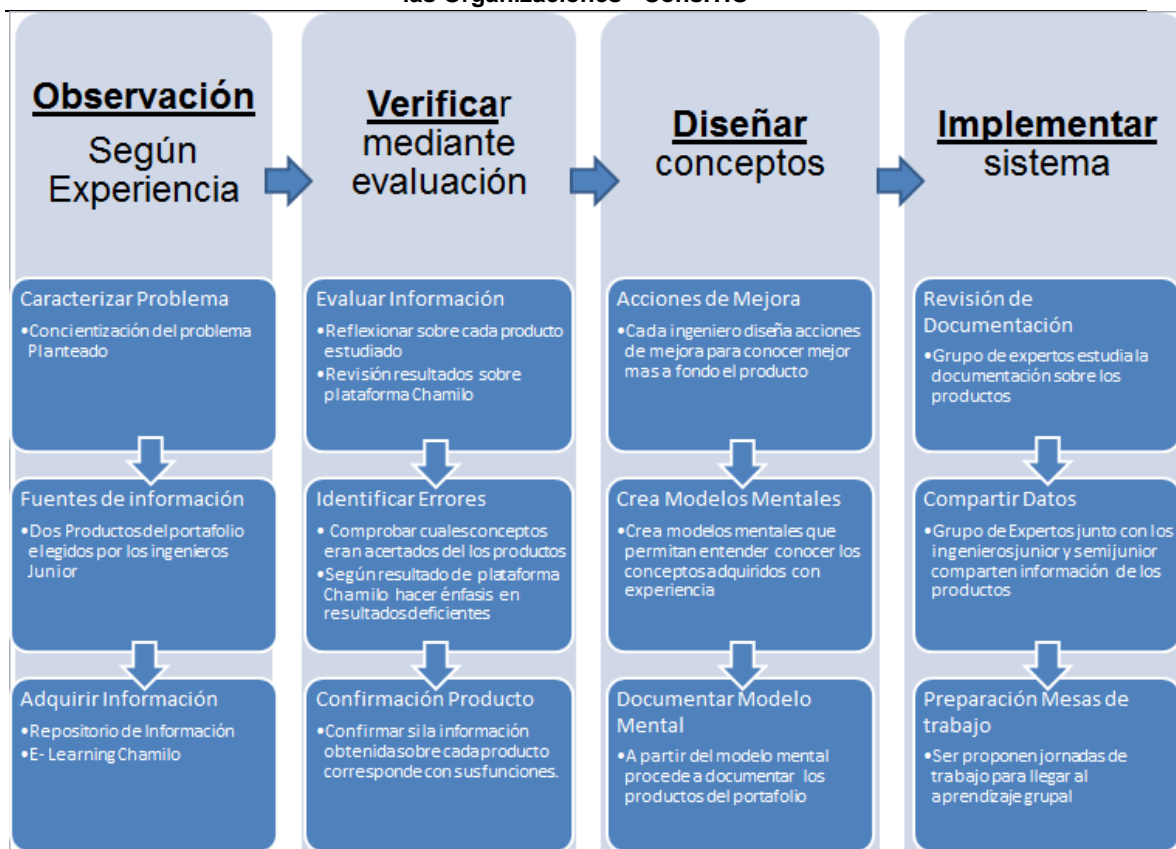 las Organizaciones - ConsITIO
Observación
Según
Experiencia
Caracterizar Problema
•Concientización del problema
Planteado
Fuentes de información
•Dos Productos del portafolio
elegidos por los ingenieros
Junior
Adquirir Información
•Repositorio de Información
•E- Learning Chamilo
Verificar
mediante
evaluación
Evaluar Información
•Reflexionar sobre cada producto
estudiado
•Revisión resultados sobre
plataforma Chamilo
Identificar Errores
• Comprobar cuales conceptos
eran acertados del los productos
•Según resultado de plataforma
Chamilo hacer énfasis en
resultados deficientes
Confirmación Producto
•Confirmar si la información
obtenida sobre cada producto
corresponde con sus funciones.
Diseñar
conceptos
Acciones de Mejora
•Cada ingeniero diseña acciones
de mejora para conocer mejor
mas a fondo el producto
Crea Modelos Mentales
•Crea modelos mentales que
permitan entender conocer los
conceptos adquiridos con
experiencia
Documentar Modelo
Mental
•A partir del modelo mental
procede a documentar los
productos del portafolio
Implementar
sistema
Revisión de
Documentación
•Grupo de expertos estudia la
documentación sobre los
productos
Compartir Datos
•Grupo de Expertos junto con los
ingenieros junior y semijunior
comparten información de los
productos
Preparación Mesas de
trabajo
•Ser proponen jornadas de
trabajo para llegar al
aprendizaje grupal